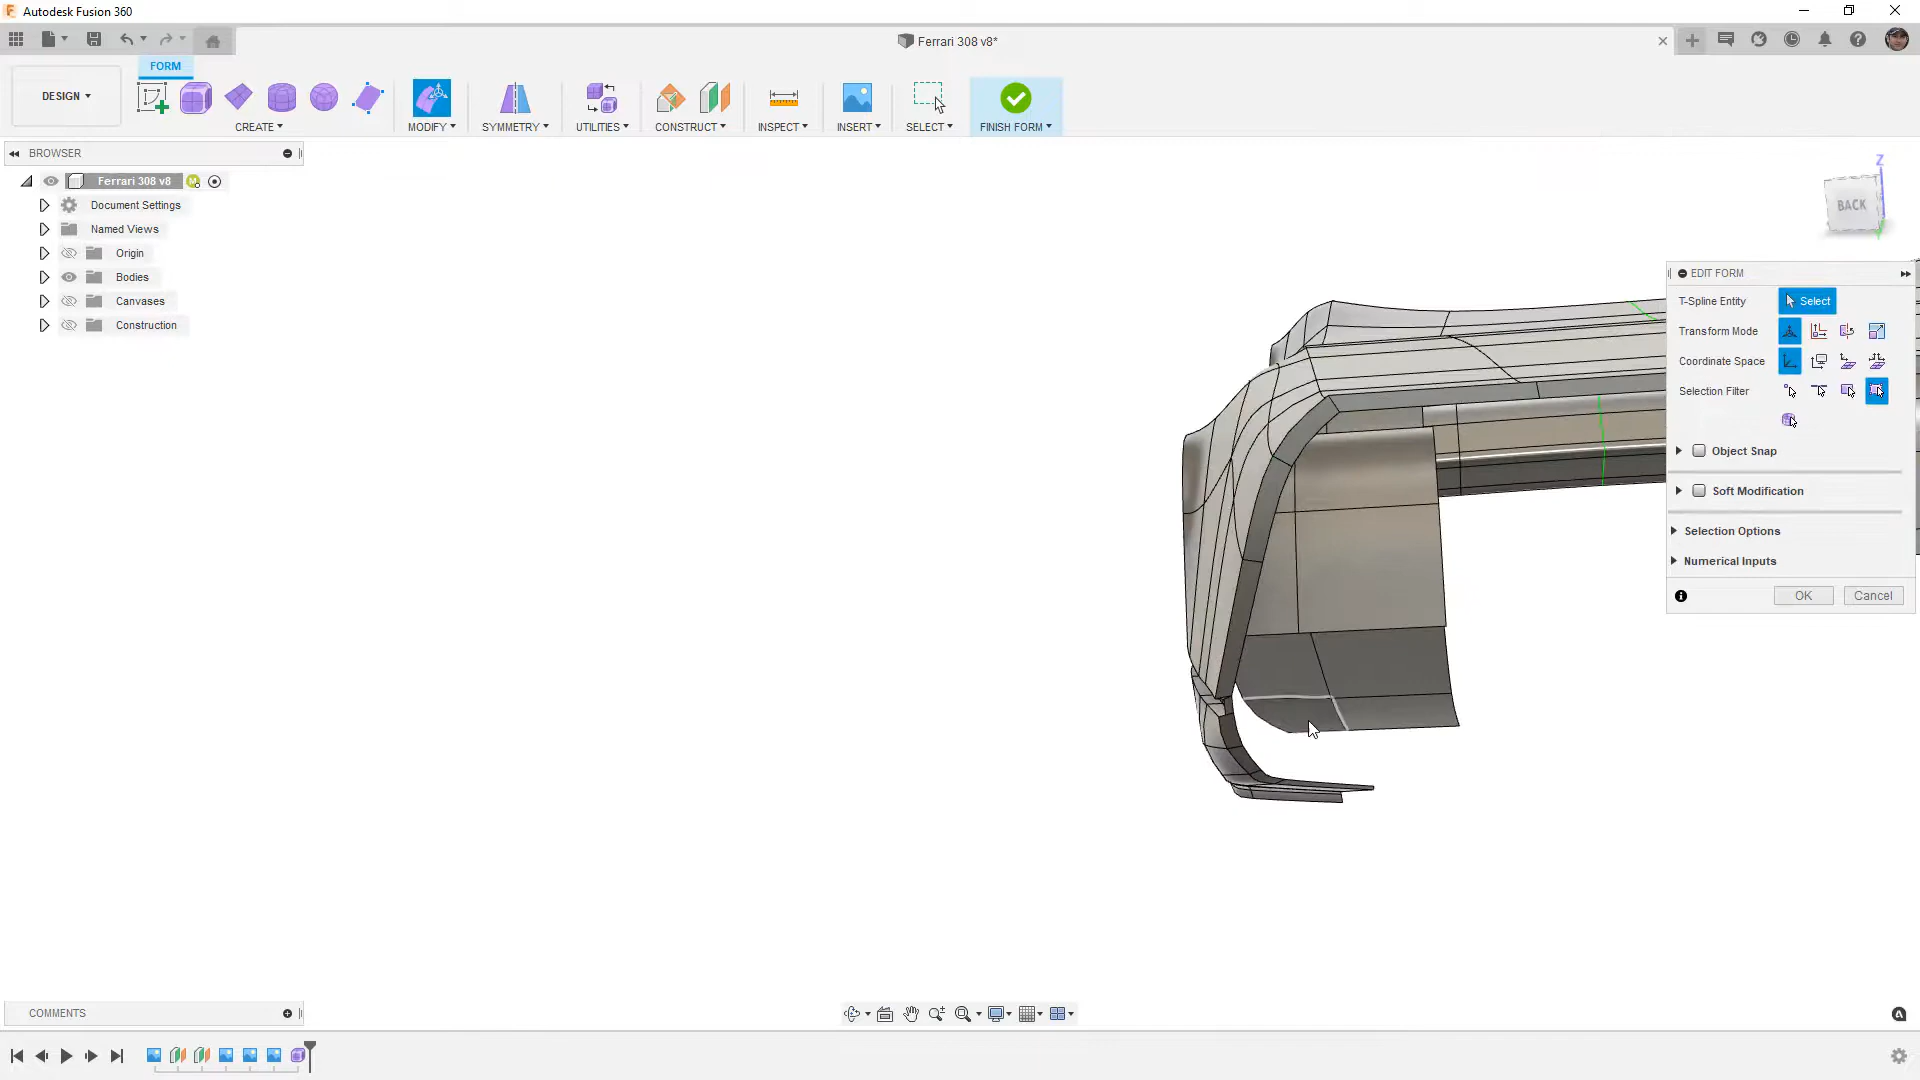 Autodesk Fusion 360
Ferrari 308 v8*
FORM
DESIGN
CREATE
MODIFY
SYMMETRY
UTILITIES
CONSTRUCT
INSPECT
INSERT
SELECT
FINISH FORM
BROWSER
Ferrari 308 v8
Document Settings
Named Views
Origin
Bodies
Canvases
Construction
Z
BACK
EDIT FORM
T-Spline Entity
Select
Transform Mode
Coordinate Space
Selection Filter
Object Snap
Soft Modification
Selection Options
Numerical Inputs
OK
Cancel
COMMENTS